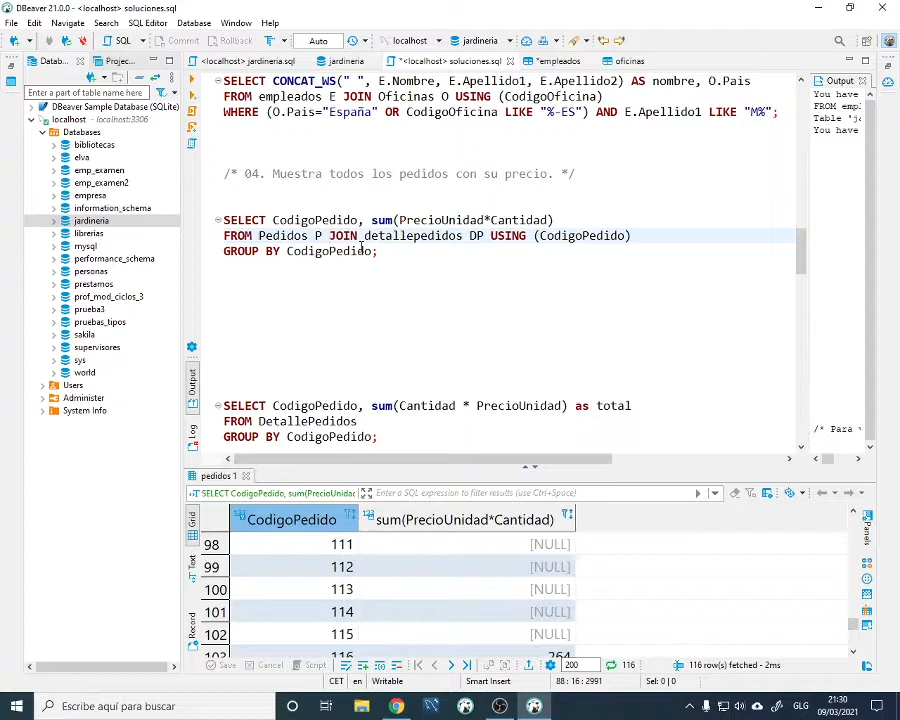 DBeaver 21.0.0 - <localhost> soluciones.sql
File Edit Navigate Search SQL Editor Database Window Help
SQL Commit Rollback T Auto localhost jardineria
Datab... Projec... <localhost> jardineria.sql jardineria *<localhost> soluciones.sql *empleados oficinas
Enter a part of table name here
DBeaver Sample Database (SQLite)
localhost:3306
Databases
bibliotecas
elva
emp_examen
emp_examen2
empresa
information_schema
jardineria
librerias
mysql
performance_schema
personas
prestamos
prof_mod_ciclos_3
prueba3
pruebas_tipos
sakila
supervisores
sys
world
Users
Administer
System Info
SELECT CONCAT_WS(" ", E.Nombre, E.Apellido1, E.Apellido2) AS nombre, O.Pais
FROM empleados E JOIN Oficinas O USING (CodigoOficina)
WHERE (O.Pais="España" OR CodigoOficina LIKE "%-ES") AND E.Apellido1 LIKE "M%";
/* 04. Muestra todos los pedidos con su precio. */
SELECT CodigoPedido, sum(PrecioUnidad*Cantidad)
FROM Pedidos P JOIN detallepedidos DP USING (CodigoPedido)
GROUP BY CodigoPedido;
SELECT CodigoPedido, sum(Cantidad * PrecioUnidad) as total
FROM DetallePedidos
GROUP BY CodigoPedido;
Output
Log
Output
You have
FROM empl
Table 'ja
You have
/* Para v
pedidos 1
SELECT CodigoPedido, sum(PrecioUnidad Enter a SQL expression to filter results (use Ctrl+Space)
Grid
Text
Record
Panels
CodigoPedido sum(PrecioUnidad*Cantidad)
98 111 [NULL]
99 112 [NULL]
100 113 [NULL]
101 114 [NULL]
102 115 [NULL]
103 116 264
Save Cancel Script 200 116 116 row(s) fetched - 2ms
CET en Writable Smart Insert 88 : 16 : 2991 Sel: 0 | 0
Escribe aquí para buscar
GLG 21:30 09/03/2021